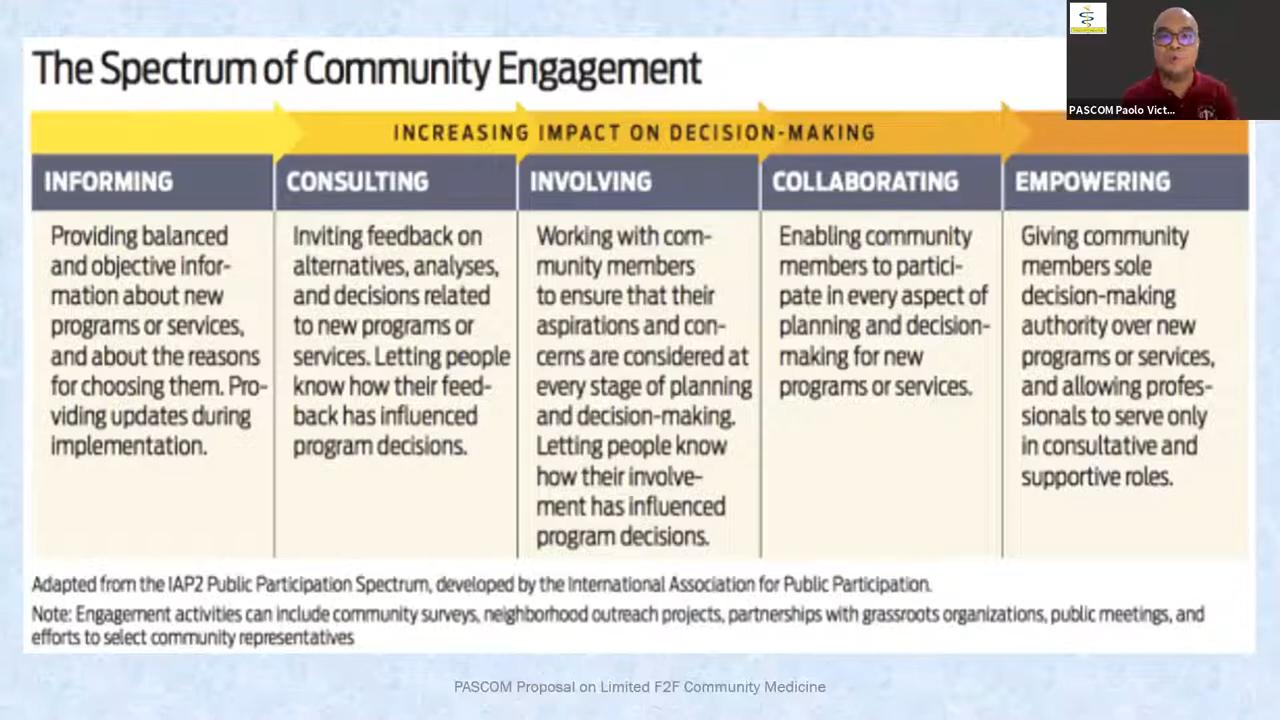 The Spectrum of Community Engagement
PASCOM Paolo Vict...
INCREASING IMPACT ON DECISION-MAKING
INFORMING
Providing balanced
and objective infor-
mation about new
programs or services,
and about the reasons
for choosing them. Pro-
viding updates during
implementation.
CONSULTING
Inviting feedback on
alternatives, analyses,
and decisions related
to new programs or
services. Letting people
know how their feed-
back has influenced
program decisions.
INVOLVING
Working with com-
munity members
to ensure that their
aspirations and con-
cerns are considered at
every stage of planning
and decision-making.
Letting people know
how their involve-
ment has influenced
program decisions.
COLLABORATING
Enabling community
members to partici-
pate in every aspect of
planning and decision-
making for new
programs or services.
EMPOWERING
Giving community
members sole
decision-making
authority over new
programs or services,
and allowing profes-
sionals to serve only
in consultative and
supportive roles.
Adapted from the IAP2 Public Participation Spectrum, developed by the International Association for Public Participation.
Note: Engagement activities can include community surveys, neighborhood outreach projects, partnerships with grassroots organizations, public meetings, and
efforts to select community representatives
PASCOM Proposal on Limited F2F Community Medicine